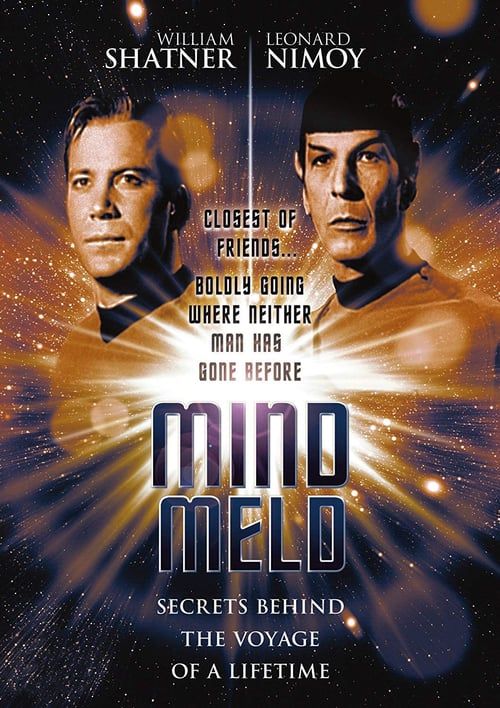 WILLIAM
SHATNER
LEONARD
NIMOY
CLOSEST OF
FRIENDS...
BOLDLY GOING
WHERE NEITHER
MAN HAS
GONE BEFORE
MIND
MELD
SECRETS BEHIND
THE VOYAGE
OF A LIFETIME